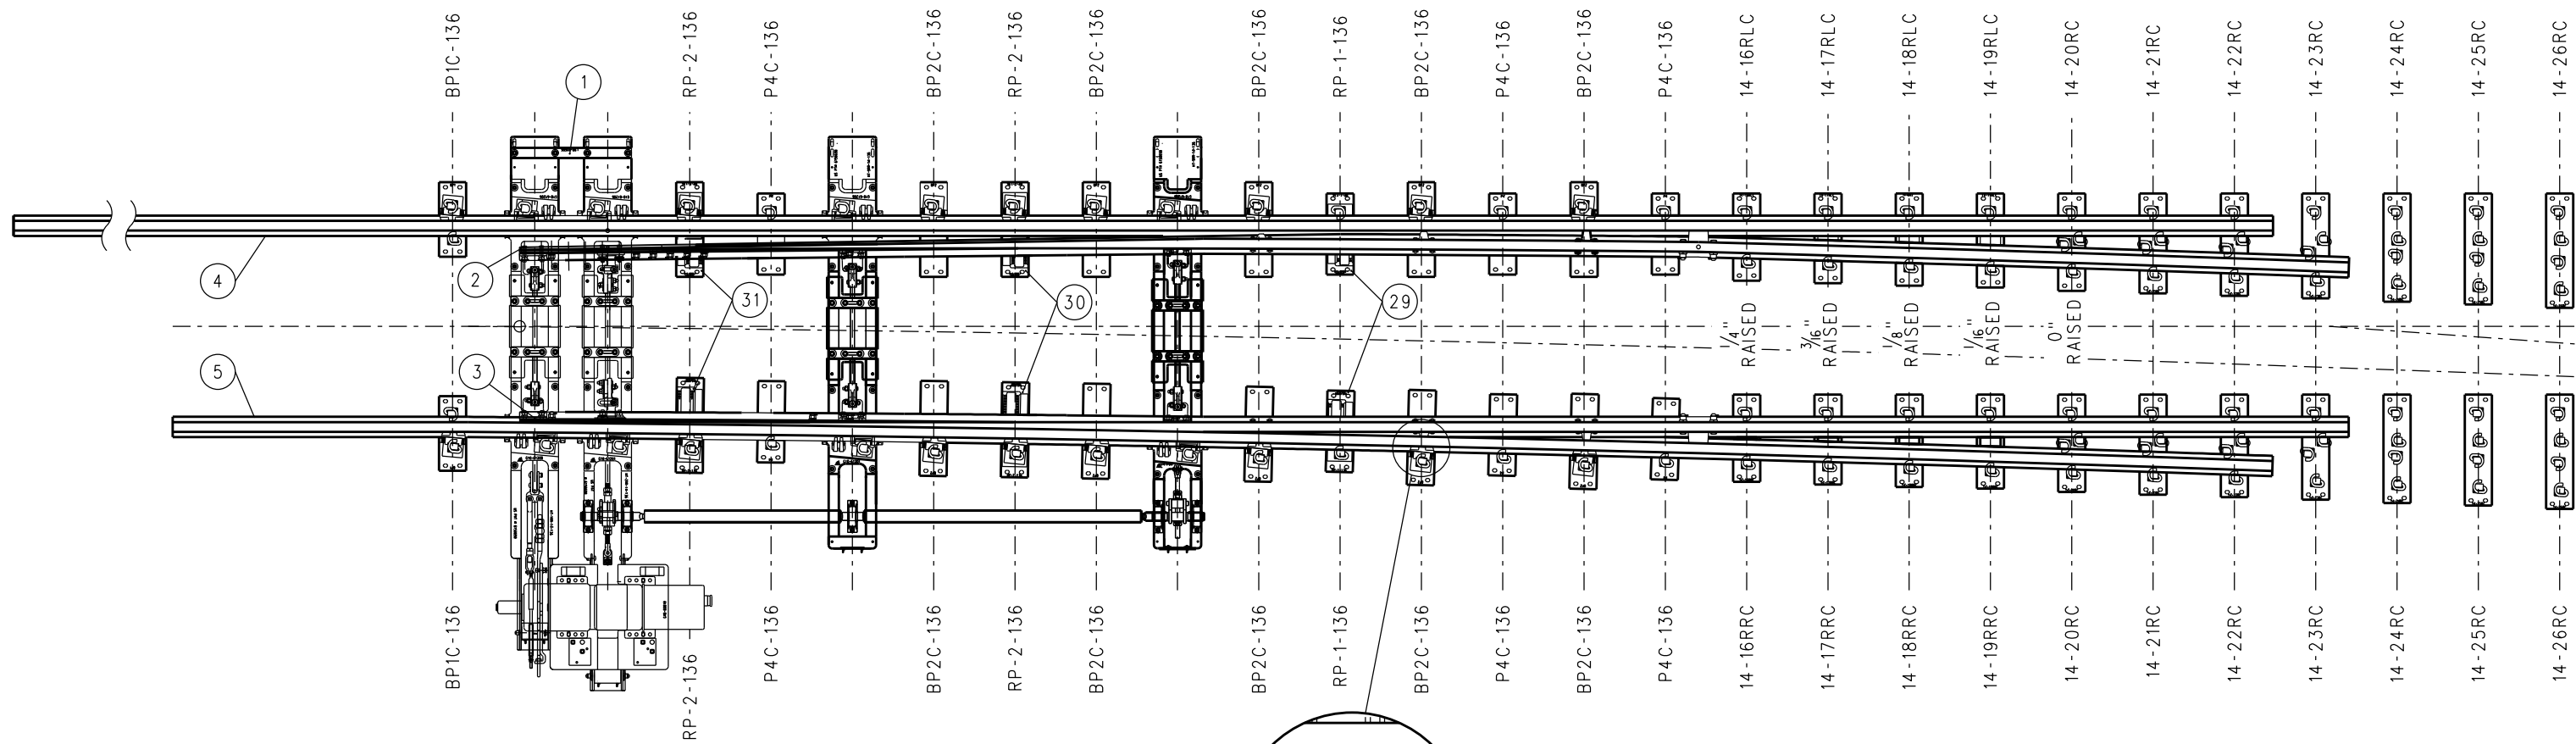 BP1C-136
RP-2-136
P4C-136
BP2C-136
RP-2-136
BP2C-136
BP2C-136
RP-1-136
BP2C-136
P4C-136
BP2C-136
P4C-136
14-16RLC
14-17RLC
14-18RLC
14-19RLC
14-20RC
14-21RC
14-22RC
14-23RC
14-24RC
14-25RC
14-26RC
1
2
4
31
30
29
1/4" RAISED
3/16" RAISED
1/8" RAISED
1/16" RAISED
0" RAISED
5
3
BP1C-136
RP-2-136
P4C-136
BP2C-136
RP-2-136
BP2C-136
BP2C-136
RP-1-136
BP2C-136
P4C-136
BP2C-136
P4C-136
14-16RRC
14-17RRC
14-18RRC
14-19RRC
14-20RC
14-21RC
14-22RC
14-23RC
14-24RC
14-25RC
14-26RC